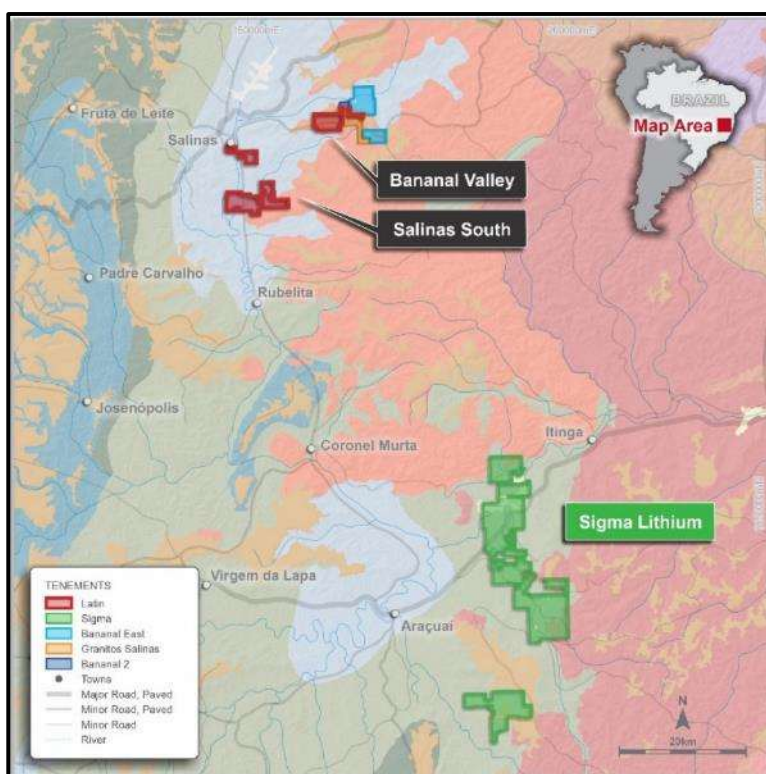 BRAZIL
Map Area
Fruta de Leite
Salinas
Bananal Valley
Salinas South
Padre Carvalho
Rubelita
Josenópolis
Coronel Murta
Itinga
Sigma Lithium
Virgem da Lapa
Araçuaí
TENEMENTS
Latin
Sigma
Bananal East
Granitos Salinas
Bananal 2
Towns
Major Road, Paved
Minor Road, Paved
Minor Road
River
N
20km